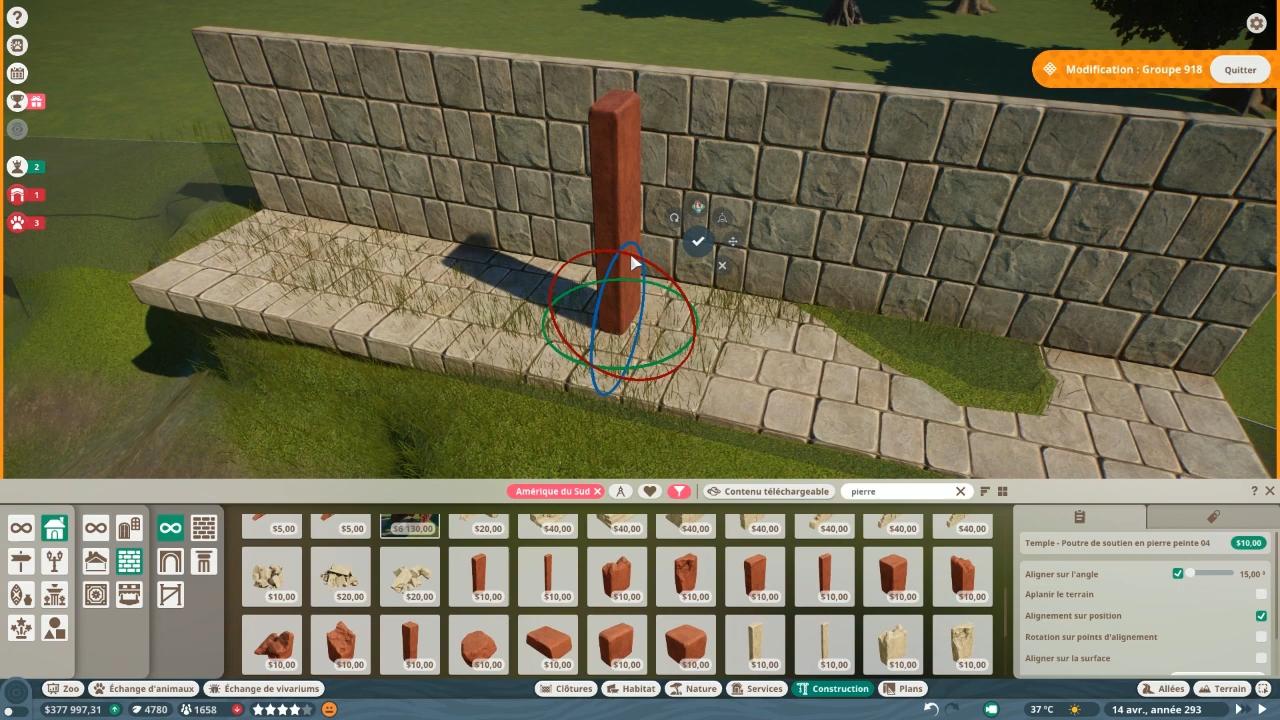 ?
Modification : Groupe 918
Quitter
2
1
3
Amérique du Sud ✕
Contenu téléchargeable
pierre
? ✕
$5,00 $5,00 $6 130,00 $20,00 $40,00 $40,00 $40,00 $40,00 $40,00 $40,00 $40,00
Temple - Poutre de soutien en pierre peinte 04 $10,00
Aligner sur l'angle 15,00 °
Aplanir le terrain
Alignement sur position
Rotation sur points d'alignement
Aligner sur la surface
$10,00 $20,00 $20,00 $10,00 $10,00 $10,00 $10,00 $10,00 $10,00 $10,00 $10,00
$10,00 $10,00 $10,00 $10,00 $10,00 $10,00 $10,00 $10,00 $10,00 $10,00 $10,00
Zoo Échange d'animaux Échange de vivariums Clôtures Habitat Nature Services Construction Plans Allées Terrain
$377 997,31 4780 1658 37 °C 14 avr., année 293